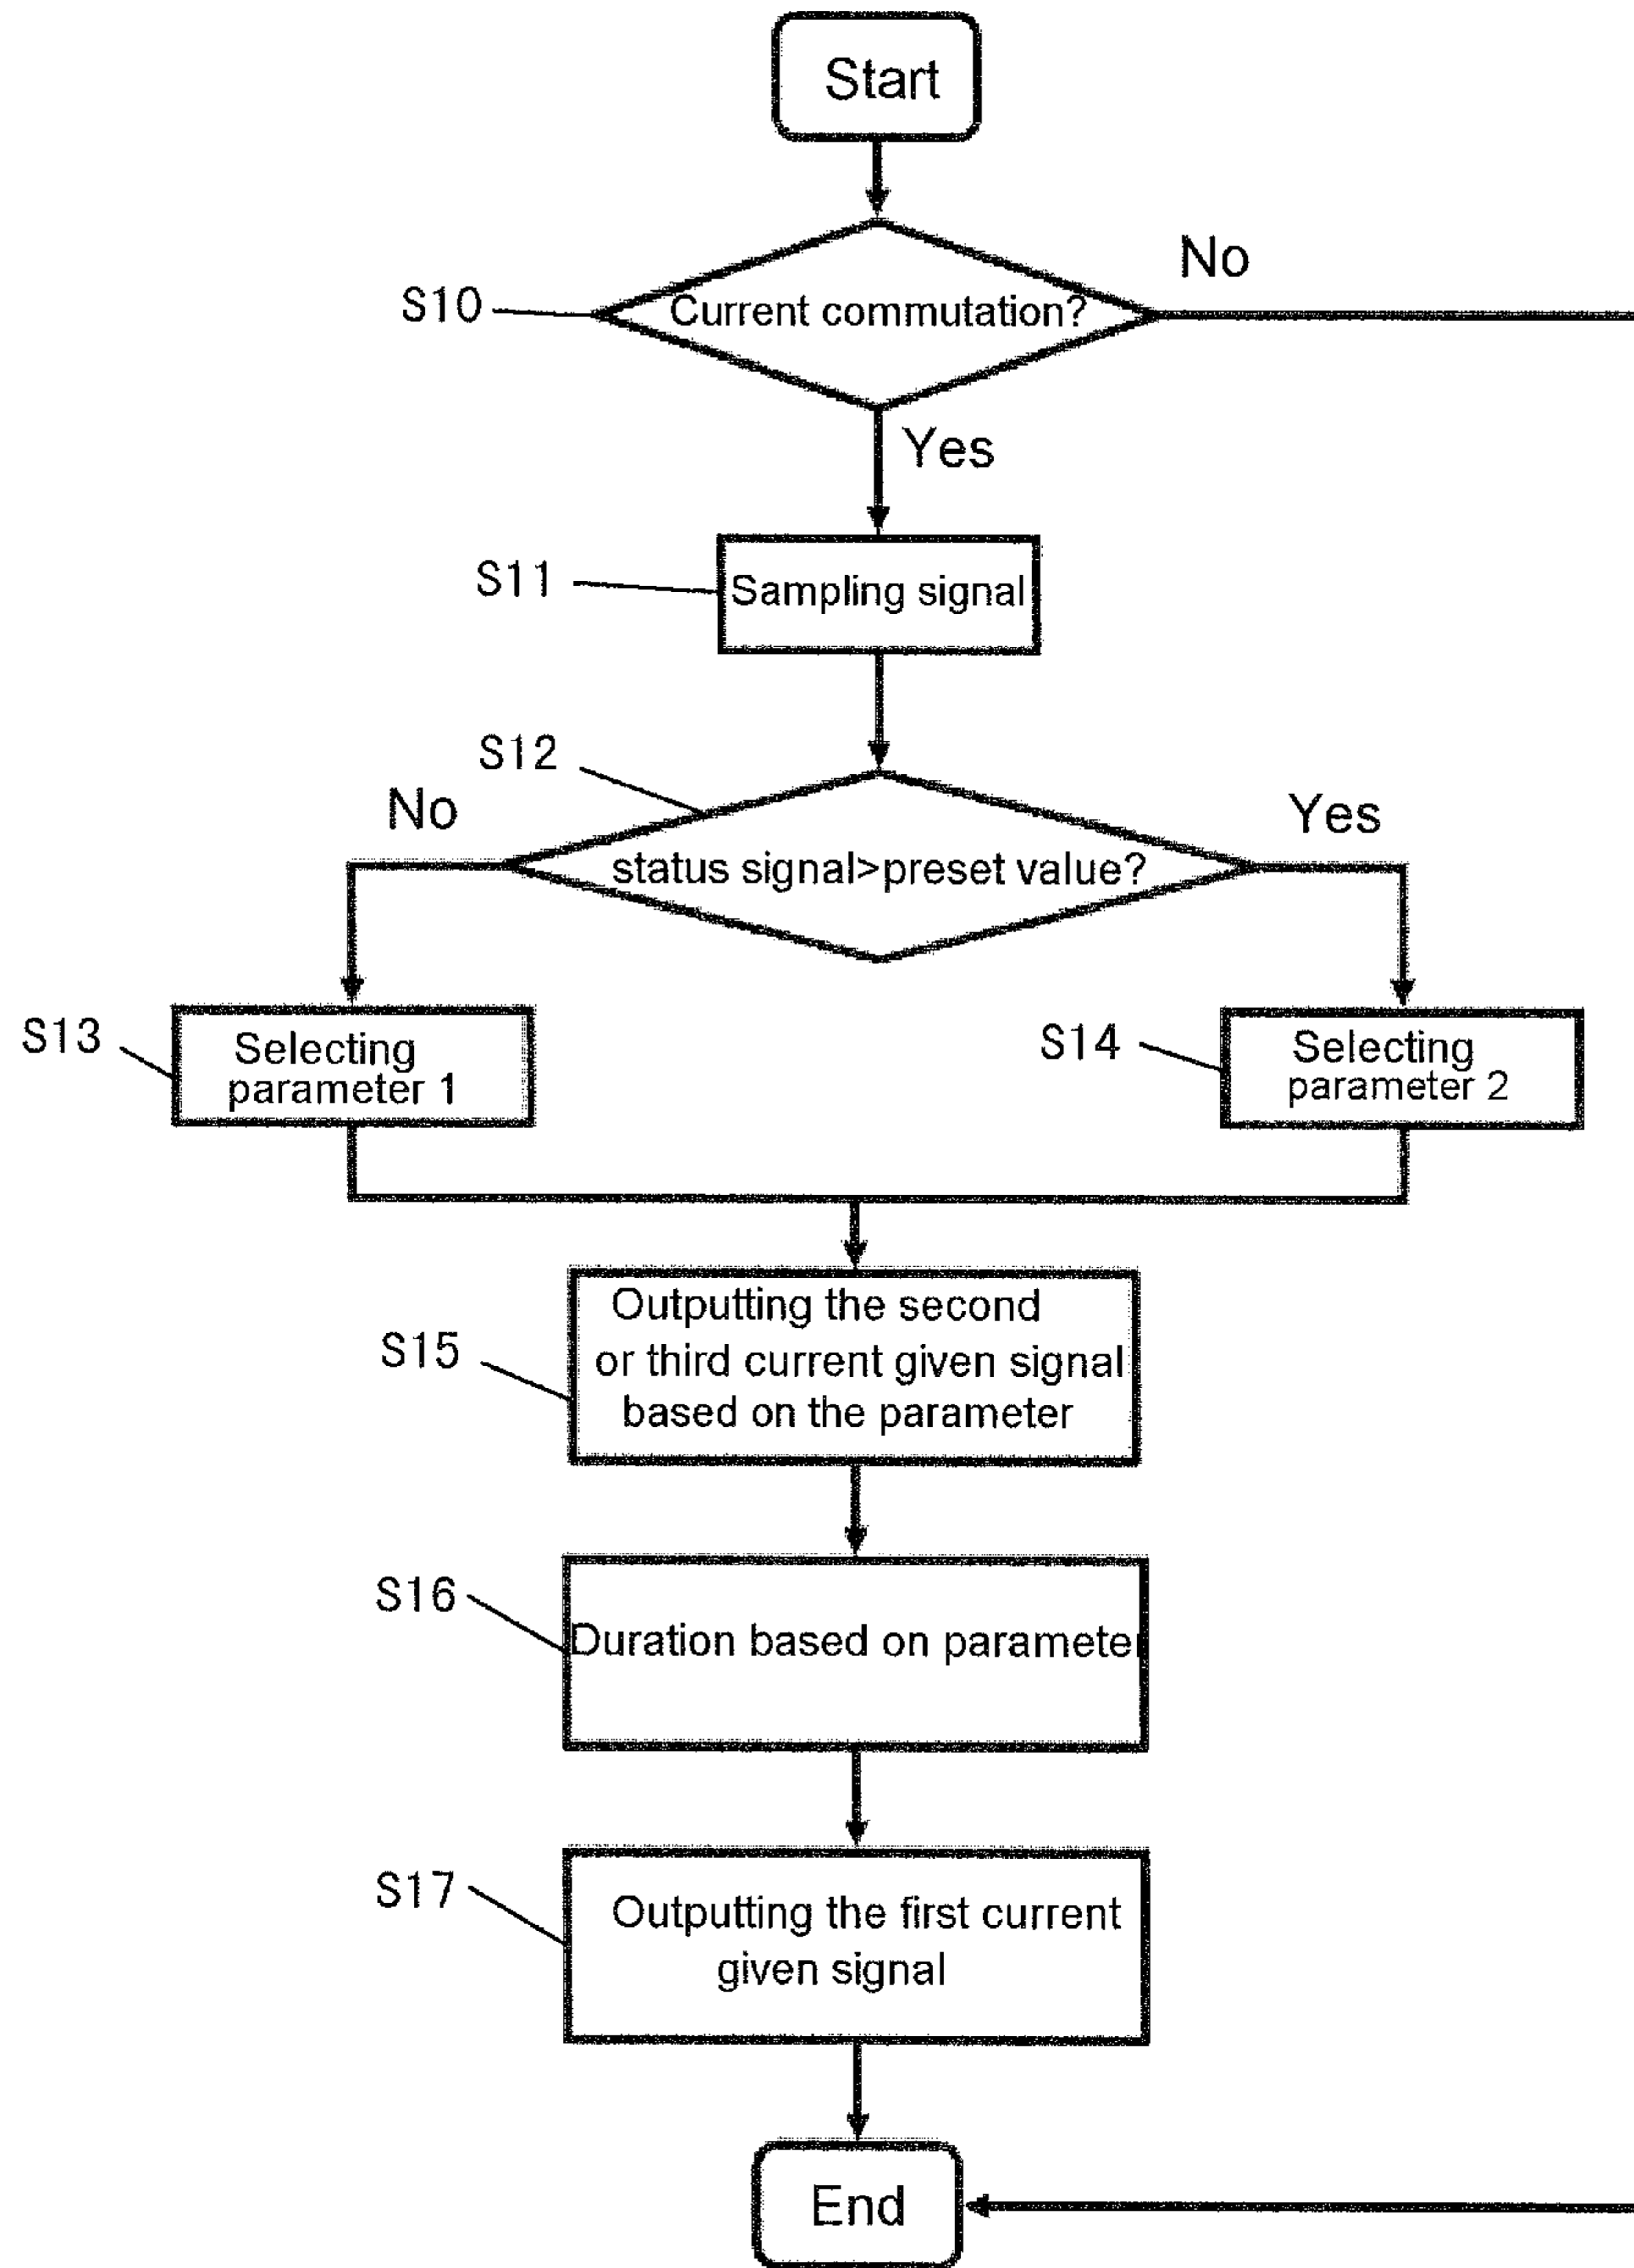 Start
No
S10
Current commutation?
Yes
S11
Sampling signal
S12
No
Yes
status signal>preset value?
S13
Selecting
parameter 1
S14
Selecting
parameter 2
S15
Outputting the second
or third current given signal
based on the parameter
S16
Duration based on parameter
S17
Outputting the first current
given signal
End